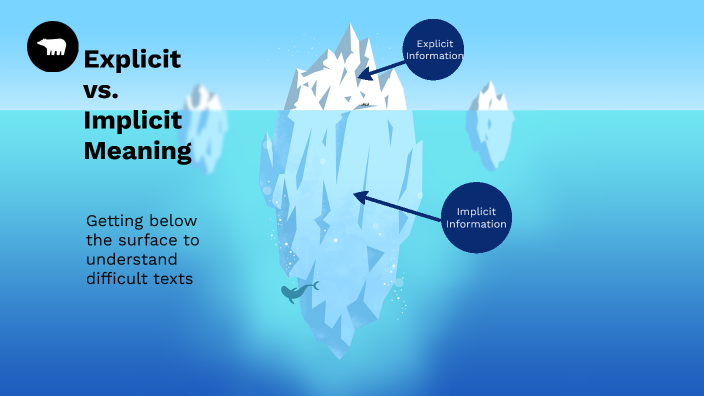 Explicit
vs.
Implicit
Meaning
Getting below
the surface to
understand
difficult texts
Explicit
Information
Implicit
Information